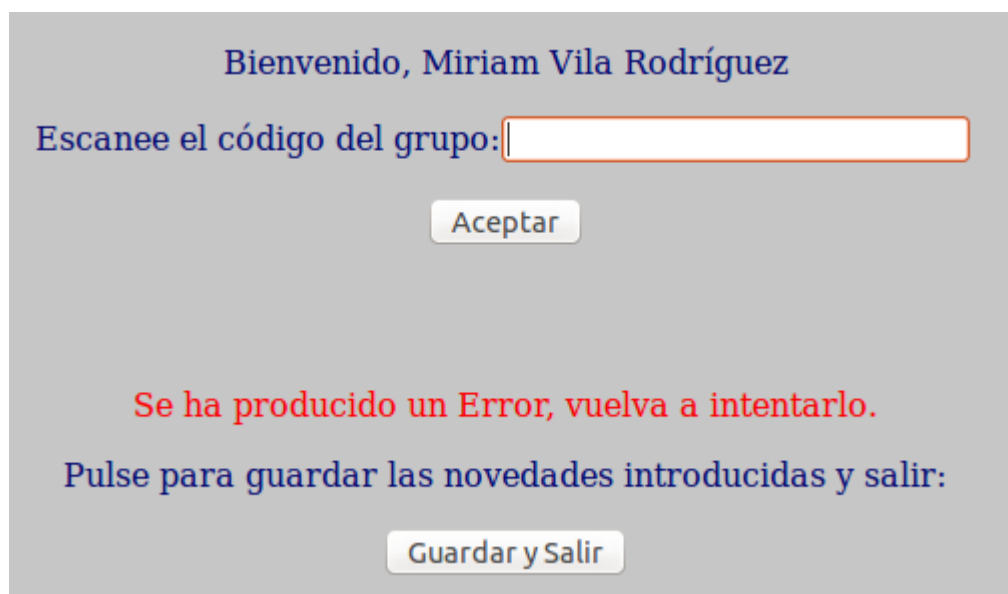 Bienvenido, Miriam Vila Rodríguez
Escanee el código del grupo:
Aceptar
Se ha producido un Error, vuelva a intentarlo.
Pulse para guardar las novedades introducidas y salir:
Guardar y Salir